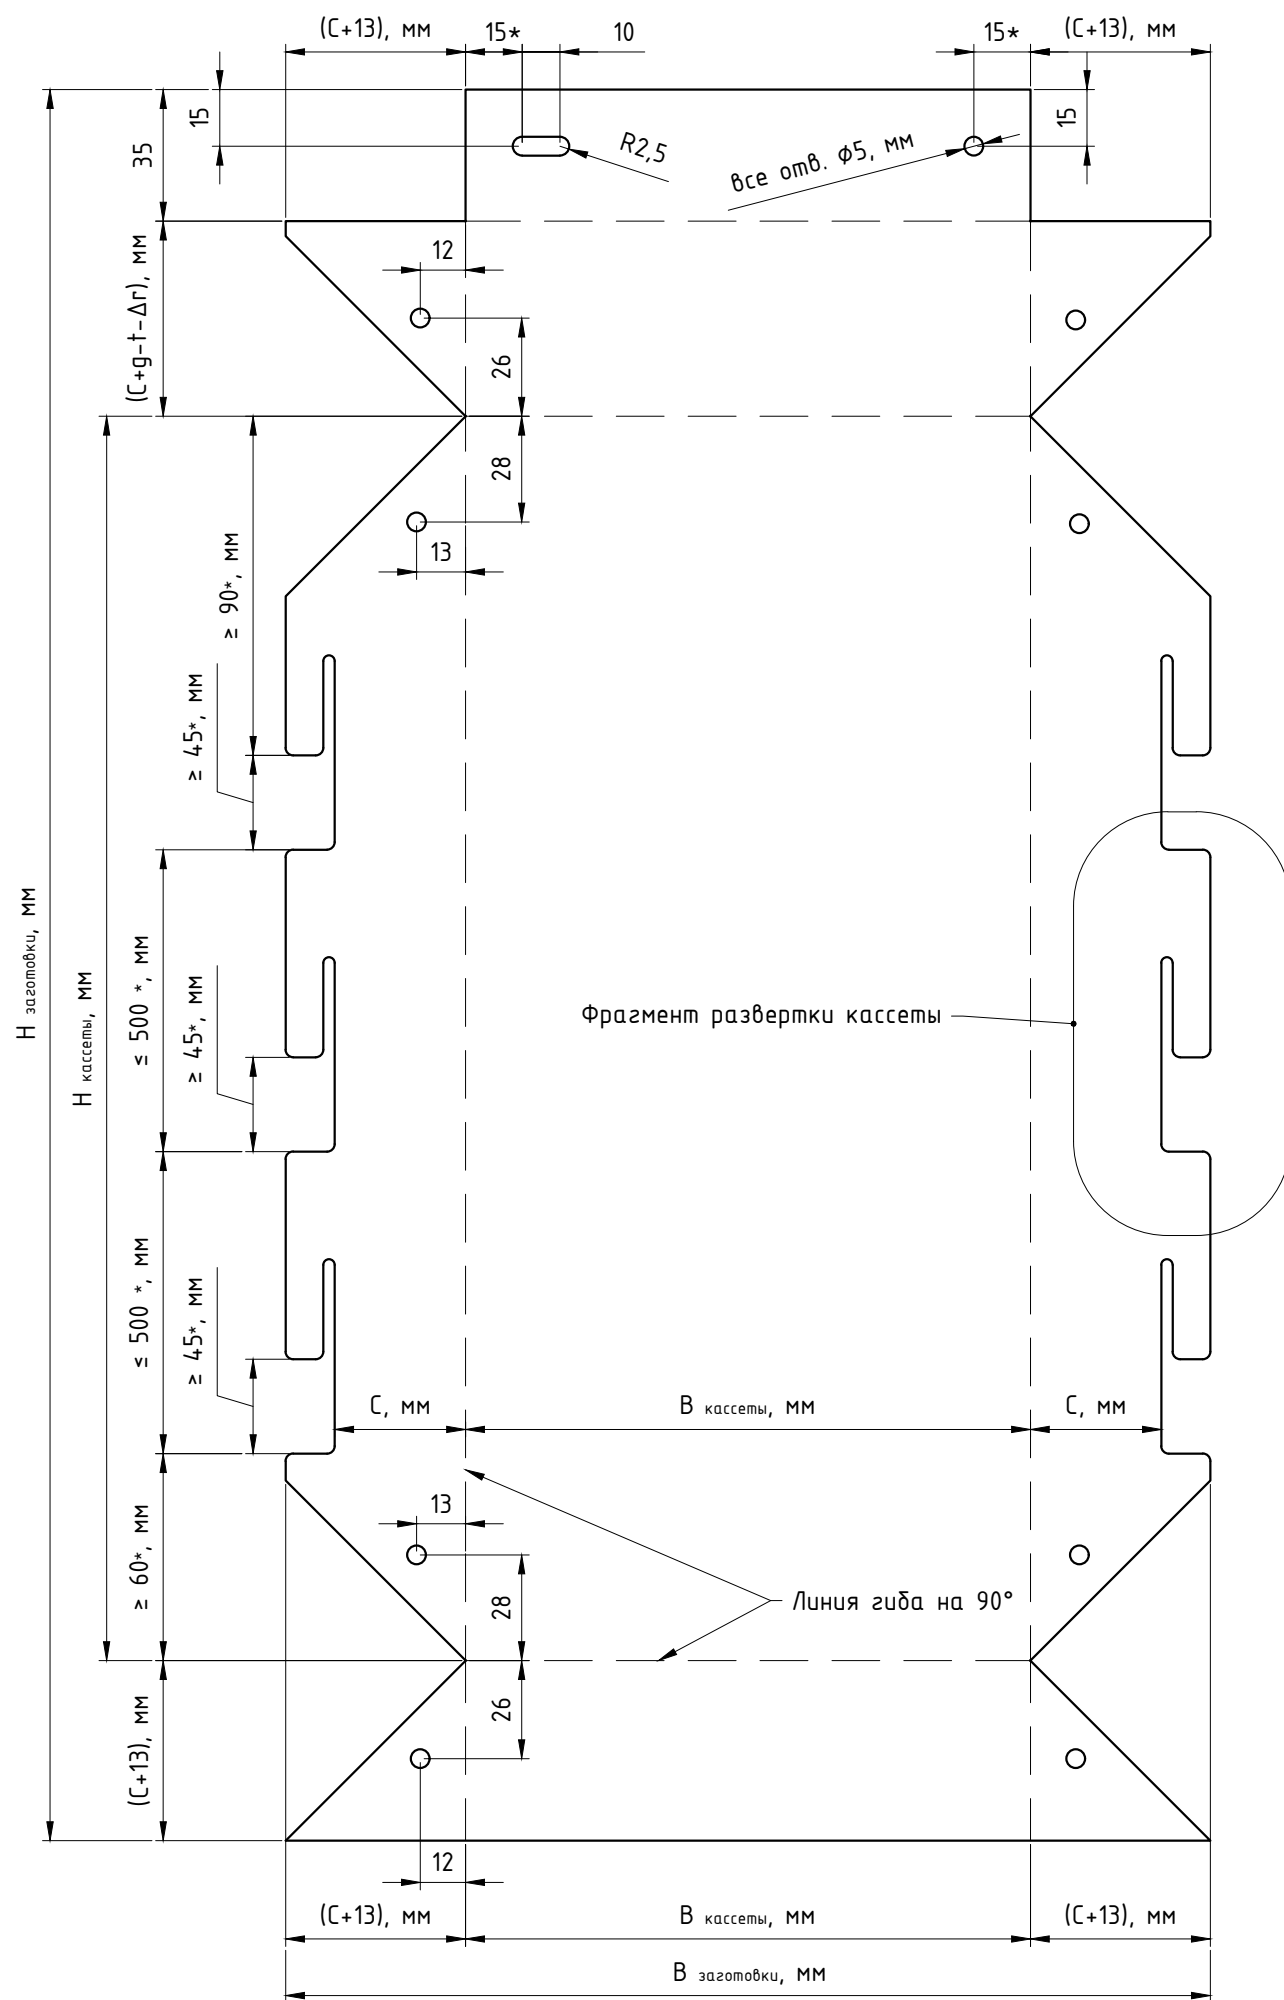 (С+13), мм
15*
10
15*
(С+13), мм
15
35
R2,5
все отв. ϕ5, мм
15
12
(С+g-t-Δr), мм
26
28
13
≥ 90*, мм
≥ 45*, мм
H заготовки, мм
H кассеты, мм
≤ 500 *, мм
≥ 45*, мм
Фрагмент развертки кассеты
≤ 500 *, мм
≥ 45*, мм
С, мм
В кассеты, мм
С, мм
13
≥ 60*, мм
28
Линия гиба на 90°
26
(С+13), мм
12
(С+13), мм
В кассеты, мм
(С+13), мм
В заготовки, мм